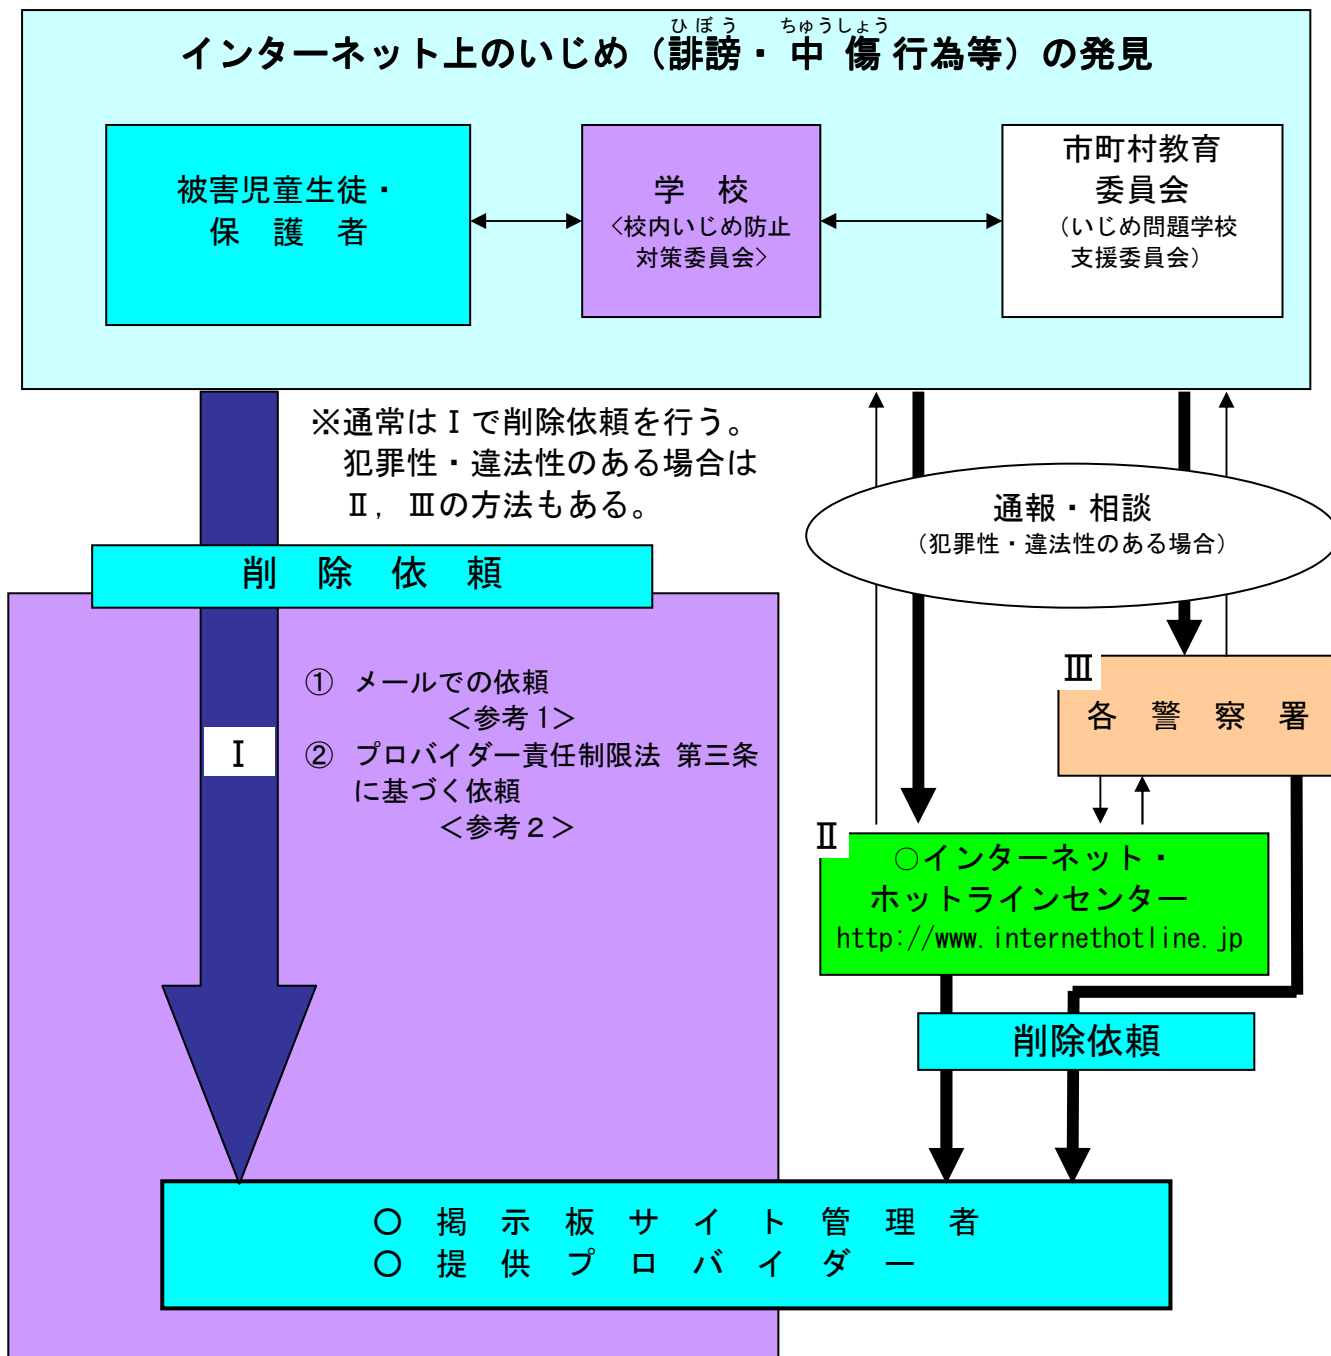 ひぼう ちゅうしょう
インターネット上のいじめ（誹謗・中傷行為等）の発見
被害児童生徒・
保護者
学校
<校内いじめ防止
対策委員会>
市町村教育
委員会
（いじめ問題学校
支援委員会）
※通常はⅠで削除依頼を行う。
犯罪性・違法性のある場合は
Ⅱ，Ⅲの方法もある。
通報・相談
（犯罪性・違法性のある場合）
削除依頼
Ⅰ
① メールでの依頼
＜参考1＞
② プロバイダー責任制限法 第三条
に基づく依頼
＜参考２＞
Ⅲ
各警察署
Ⅱ
○インターネット・
ホットラインセンター
http://www.internethotline.jp
削除依頼
○ 掲示板サイト管理者
○ 提供プロバイダー